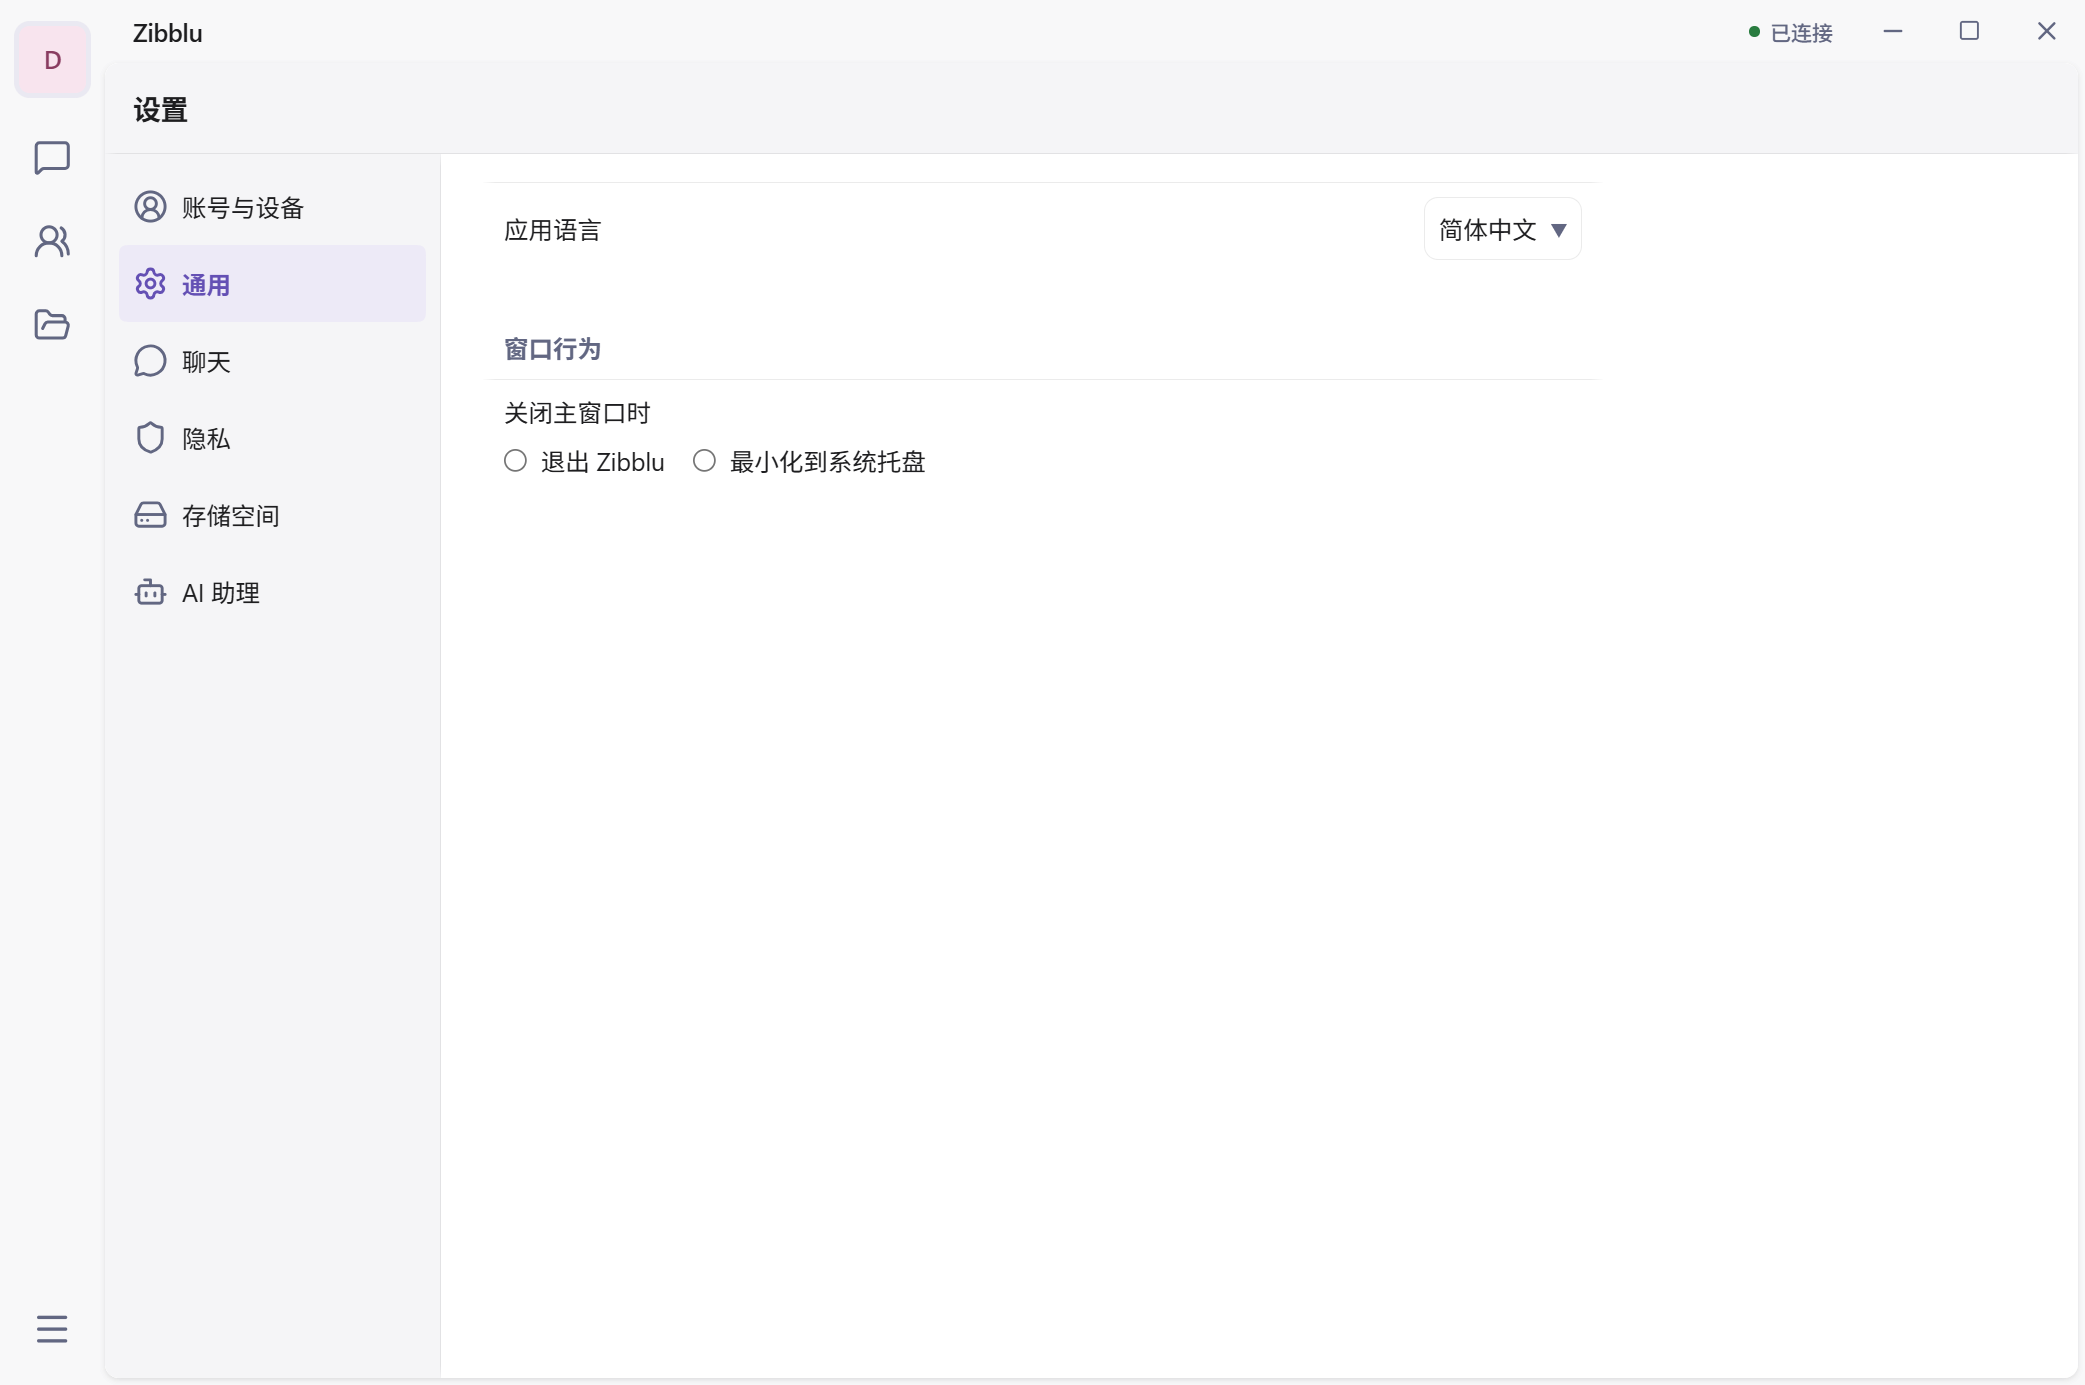 D
Zibblu
已连接
设置
账号与设备
通用
聊天
隐私
存储空间
AI 助理
应用语言
简体中文
窗口行为
关闭主窗口时
退出 Zibblu 最小化到系统托盘